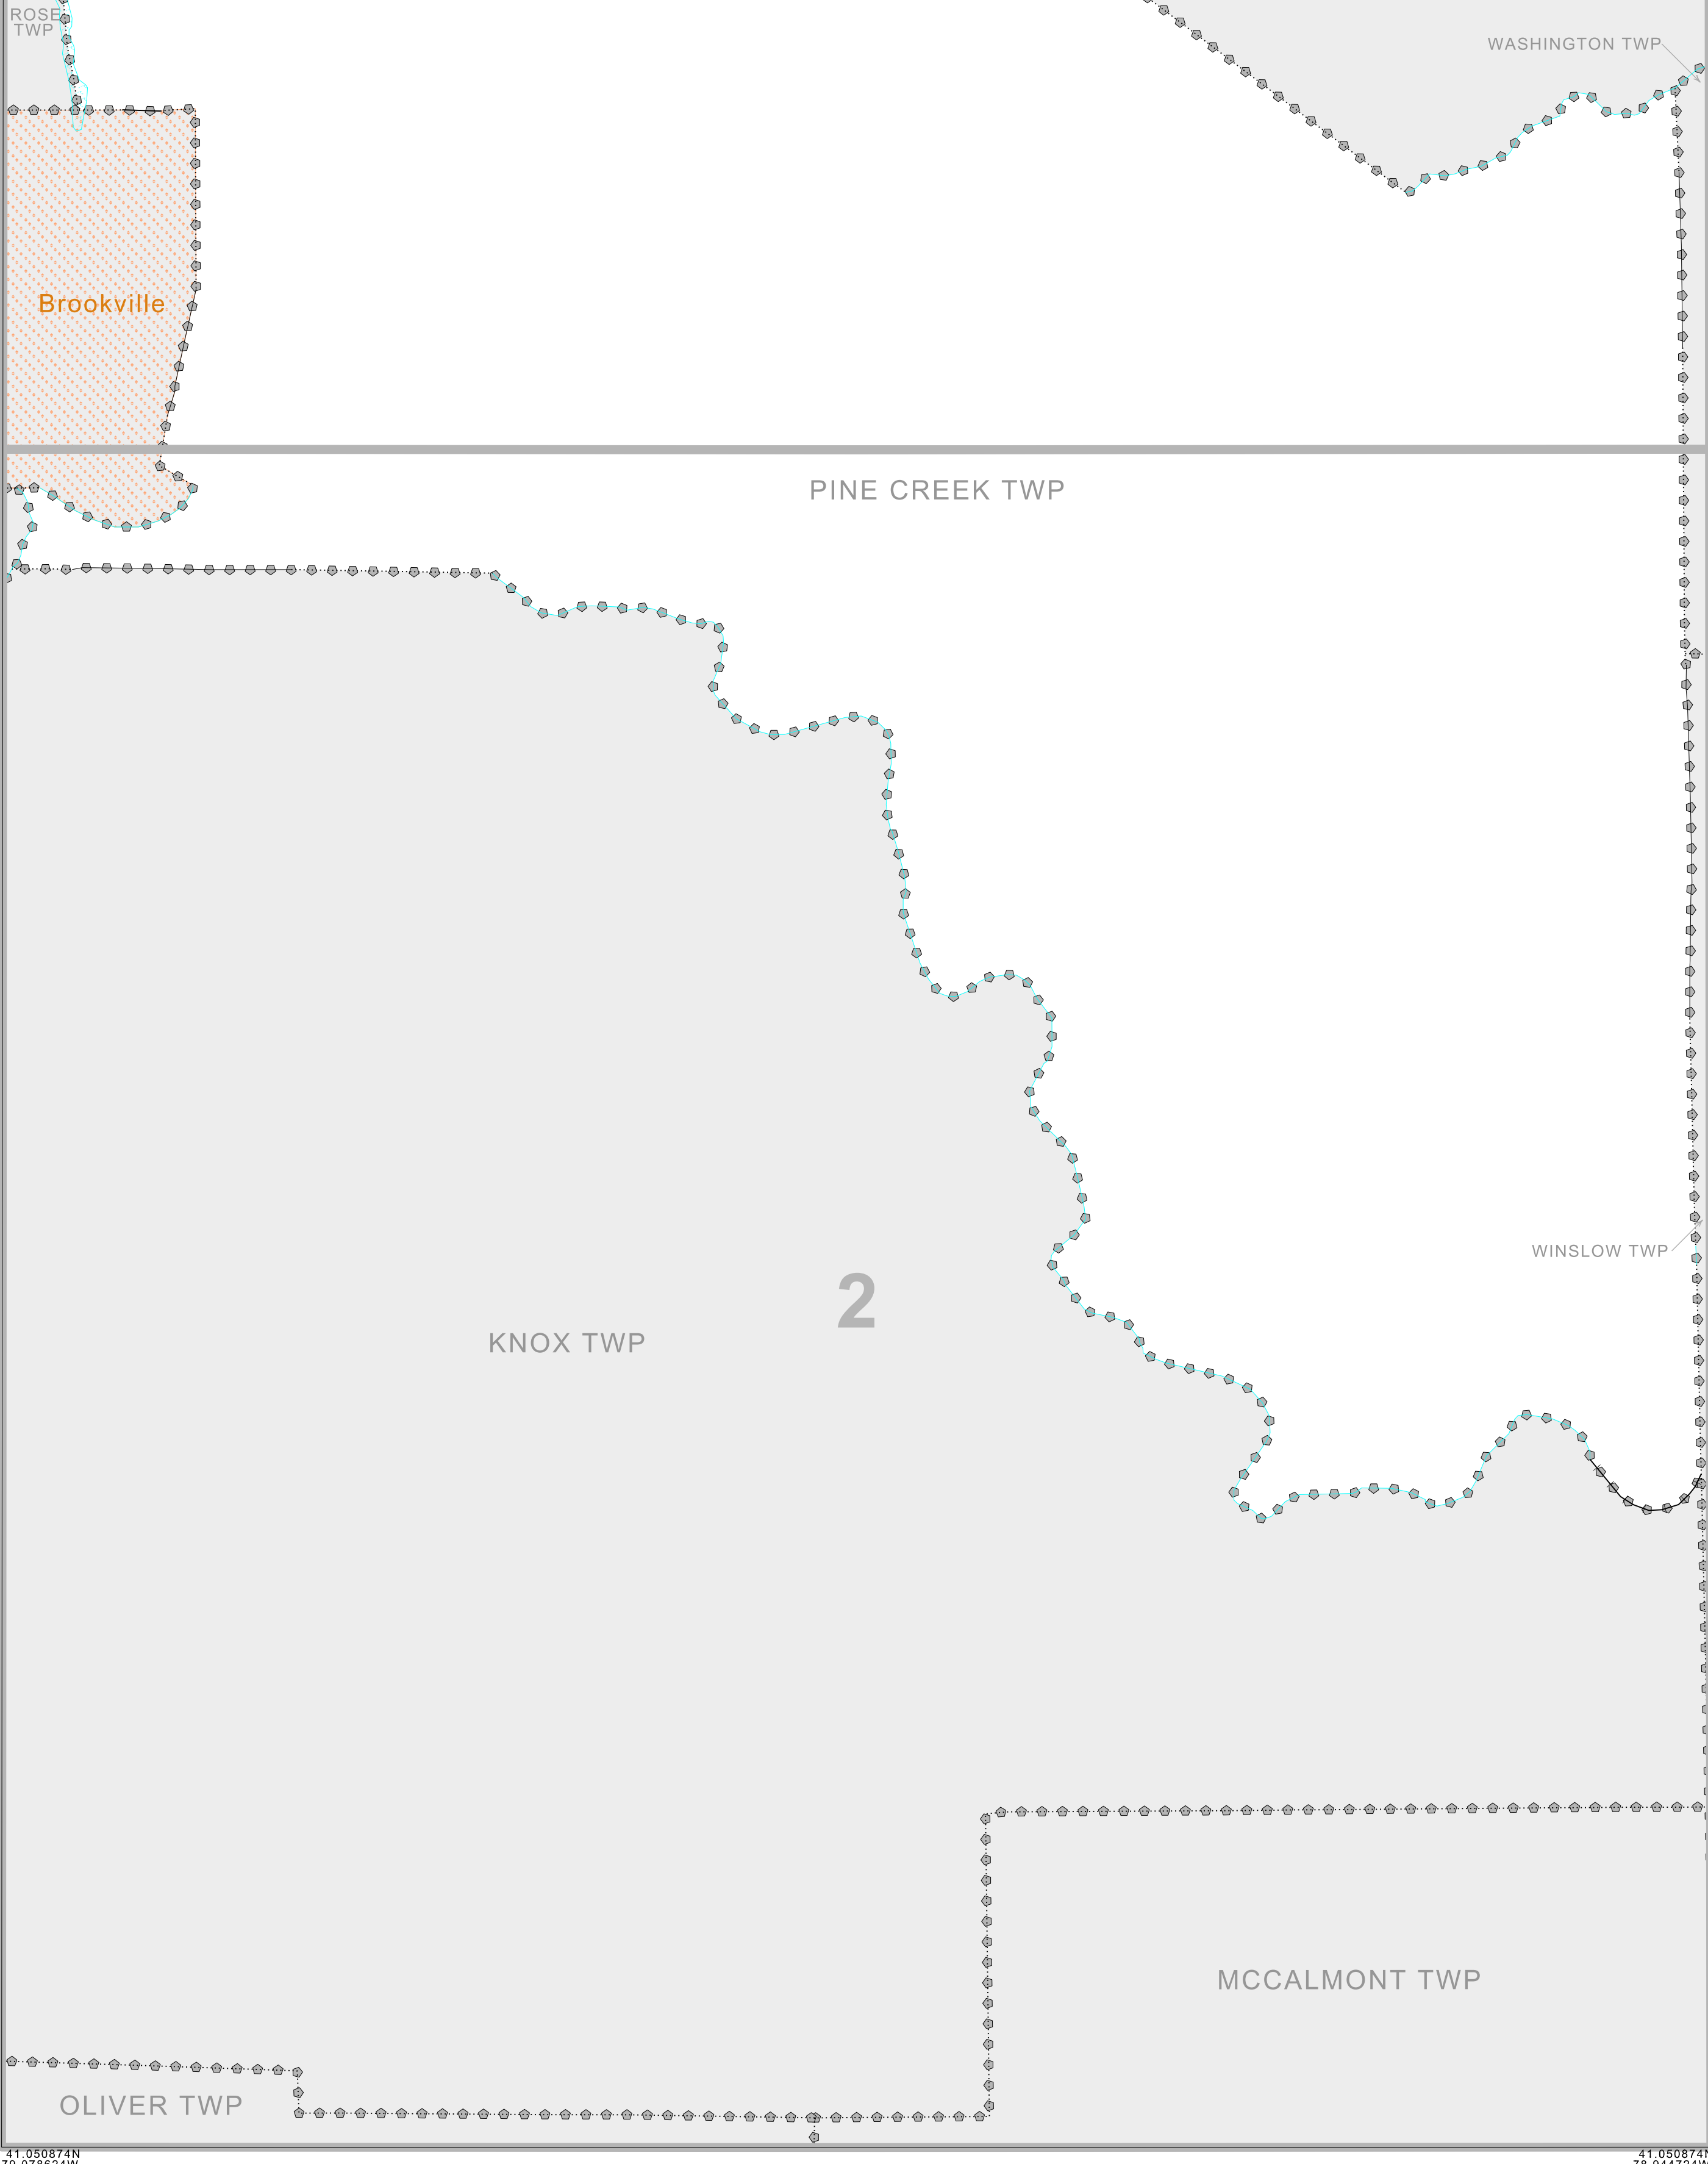 ROSE
TWP
WASHINGTON TWP
Brookville
PINE CREEK TWP
WINSLOW TWP
2
KNOX TWP
MCCALMONT TWP
OLIVER TWP
41.050874N
41.050874N